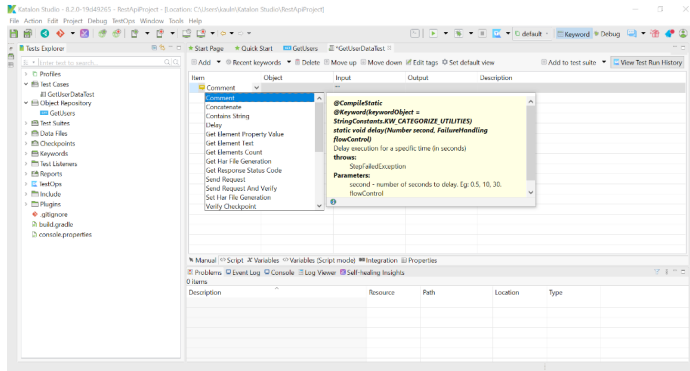 Katalon Studio - 8.2.0-19d49265 - RestApiProject - [Location: C:\Users\
File Action Edit Project Debug TestOps Window Tools Help
default
Keyword
Debug
Tests Explorer
Enter text to search...
Profiles
Test Cases
GetUserDataTest
Object Repository
GetUsers
Test Suites
Data Files
Checkpoints
Keywords
Test Listeners
Reports
TestOps
Include
Plugins
.gitignore
build.gradle
console.properties
Start Page Quick Start GetUsers *GetUserDataTest
Add Recent keywords Delete Move up Move down Edit tags Set default view Add to test suite View Test Run History
Item Object Input Output Description
Comment ""
Comment
Concatenate
Contains String
Delay
Get Element Property Value
Get Element Text
Get Elements Count
Get Har File Generation
Get Response Status Code
Send Request
Send Request And Verify
Set Har File Generation
Verify Checkpoint
@CompileStatic
@Keyword(keywordObject =
StringConstants.KW_CATEGORIZE_UTILITIES)
static void delay(Number second, FailureHandling
flowControl)
Delay execution for a specific time (in seconds)
throws:
StepFailedException
Parameters:
second - number of seconds to delay. Eg: 0.5, 10, 30.
flowControl
Manual Script Variables Variables (Script mode) Integration Properties
Problems Event Log Console Log Viewer Self-healing Insights
0 items
Description Resource Path Location Type